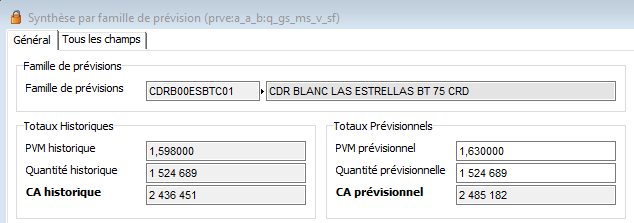 Synthèse par famille de prévision (prve:a_a_b:q_gs_ms_v_sf)
Général Tous les champs
Famille de prévisions
Famille de prévisions CDRB00ESBTC01 CDR BLANC LAS ESTRELLAS BT 75 CRD
Totaux Historiques
PVM historique 1,598000
Quantité historique 1 524 689
CA historique 2 436 451
Totaux Prévisionnels
PVM prévisionnel 1,630000
Quantité prévisionnelle 1 524 689
CA prévisionnel 2 485 182